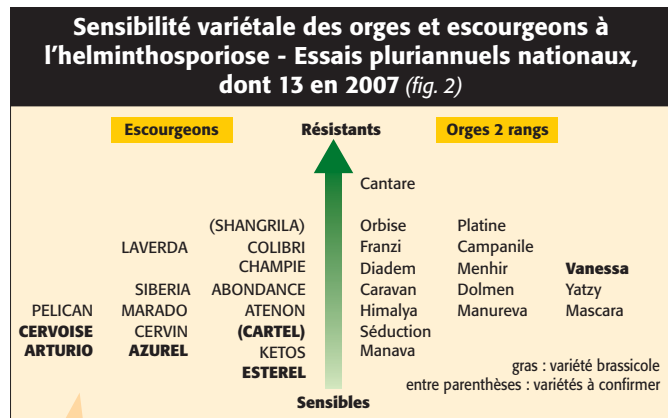 Sensibilité variétale des orges et escourgeons à
l'helminthosporiose - Essais pluriannuels nationaux,
dont 13 en 2007 (fig. 2)
Escourgeons Résistants Orges 2 rangs
Cantare
(SHANGRILA) Orbise Platine
LAVERDA COLIBRI Franzi Campanile
CHAMPIE Diadem Menhir Vanessa
SIBERIA ABONDANCE Caravan Dolmen Yatzy
PELICAN MARADO ATENON Himalya Manureva Mascara
CERVOISE CERVIN (CARTEL) Séduction
ARTURIO AZUREL KETOS Manava
gras : variété brassicole
ESTEREL
entre parenthèses : variétés à confirmer
Sensibles